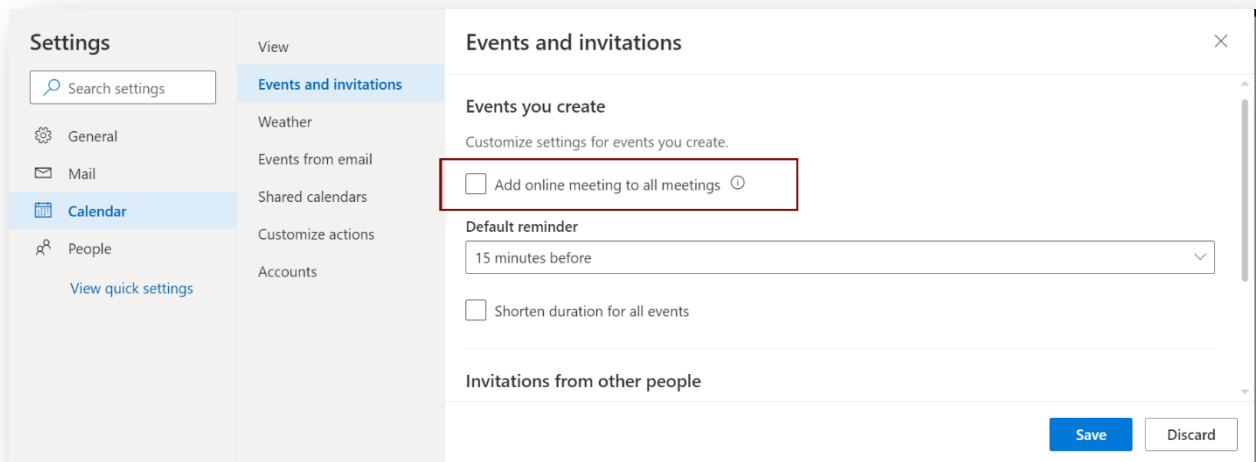 Settings
Search settings
General
Mail
Calendar
People
View quick settings
View
Events and invitations
Weather
Events from email
Shared calendars
Customize actions
Accounts
Events and invitations
Events you create
Customize settings for events you create.
Add online meeting to all meetings
Default reminder
15 minutes before
Shorten duration for all events
Invitations from other people
Save
Discard